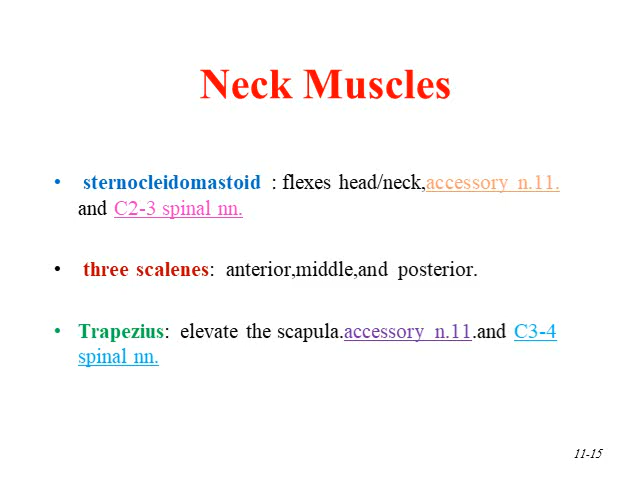 Neck Muscles
• sternocleidomastoid : flexes head/neck,accessory n.11.
and C2-3 spinal nn.
• three scalenes: anterior,middle,and posterior.
• Trapezius: elevate the scapula.accessory n.11.and C3-4
spinal nn.
11-15